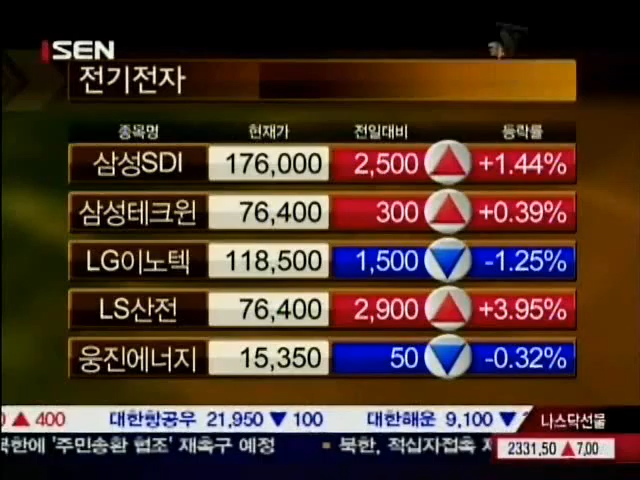 SEN
전기전자
종목명 현재가 전일대비 등락률
삼성SDI 176,000 2,500 ▲ +1.44%
삼성테크윈 76,400 300 ▲ +0.39%
LG이노텍 118,500 1,500 ▼ -1.25%
LS산전 76,400 2,900 ▲ +3.95%
웅진에너지 15,350 50 ▼ -0.32%
▲ 400 대한항공우 21,950 ▼ 100 대한해운 9,100 ▼ 나스닥선물
북한에 '주민송환 협조' 재촉구 예정 ▪ 북한, 적십자접촉 2331,50 ▲ 7,00